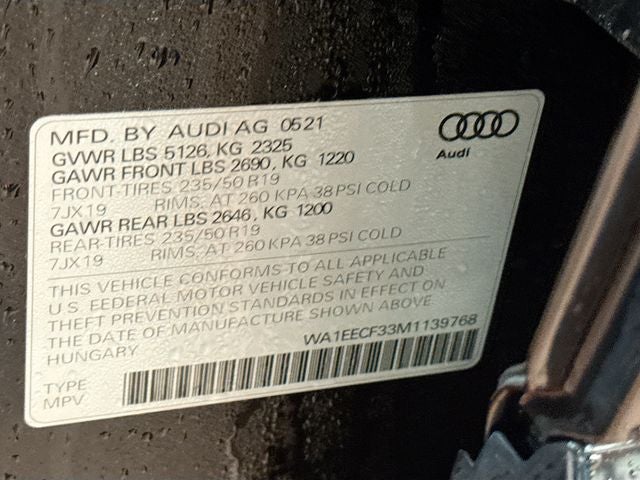 MFD. BY AUDI AG 0521
GVWR LBS 5126, KG 2325
GAWR FRONT LBS 2690, KG 1220
FRONT-TIRES 235/50 R19
7JX19 RIMS, AT 260 KPA 38 PSI COLD
GAWR REAR LBS 2646, KG 1200
REAR-TIRES 235/50 R19
7JX19 RIMS, AT 260 KPA 38 PSI COLD
THIS VEHICLE CONFORMS TO ALL APPLICABLE
U.S. FEDERAL MOTOR VEHICLE SAFETY AND
THEFT PREVENTION STANDARDS IN EFFECT ON
THE DATE OF MANUFACTURE SHOWN ABOVE
HUNGARY WA1EECF33M1139768
TYPE
MPV
Audi